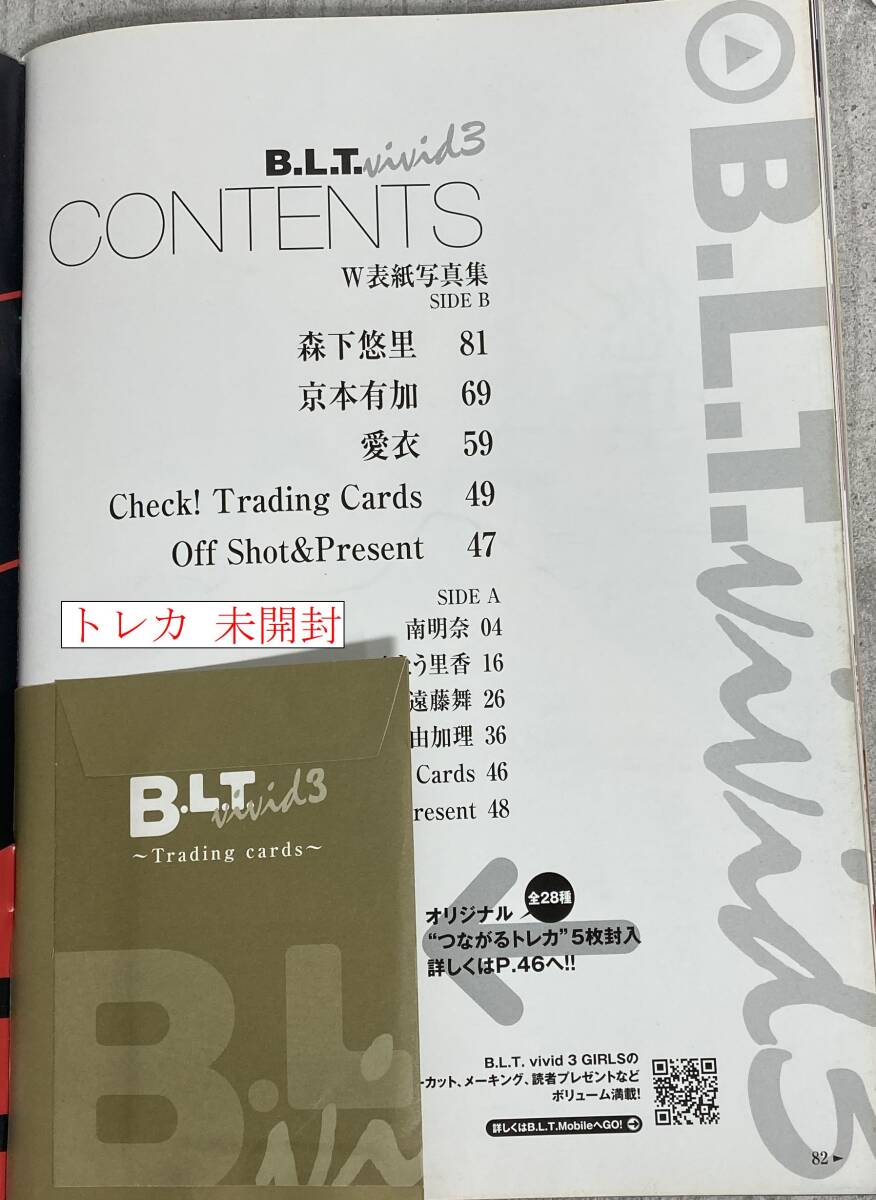 B.L.T. vivid3
CONTENTS
W表紙写真集
SIDE B
森下悠里 81
京本有加 69
愛衣 59
Check! Trading Cards 49
Off Shot&Present 47
SIDE A
南明奈 04
う里香 16
遠藤舞 26
由加理 36
Cards 46
resent 48
トレカ 未開封
B.L.T. vivid3
~Trading cards~
B.L.T.
全28種
オリジナル
“つながるトレカ”5枚封入
詳しくはP.46へ!!
B.L.T. vivid 3 GIRLSの
ーカット、メーキング、読者プレゼントなど
ボリューム満載!
詳しくはB.L.T.MobileへGO!
82
B.L.T. vivid3